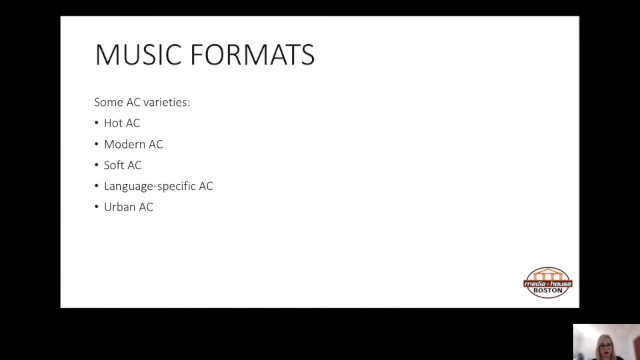 MUSIC FORMATS
Some AC varieties:
• Hot AC
• Modern AC
• Soft AC
• Language-specific AC
• Urban AC
media house
BOSTON